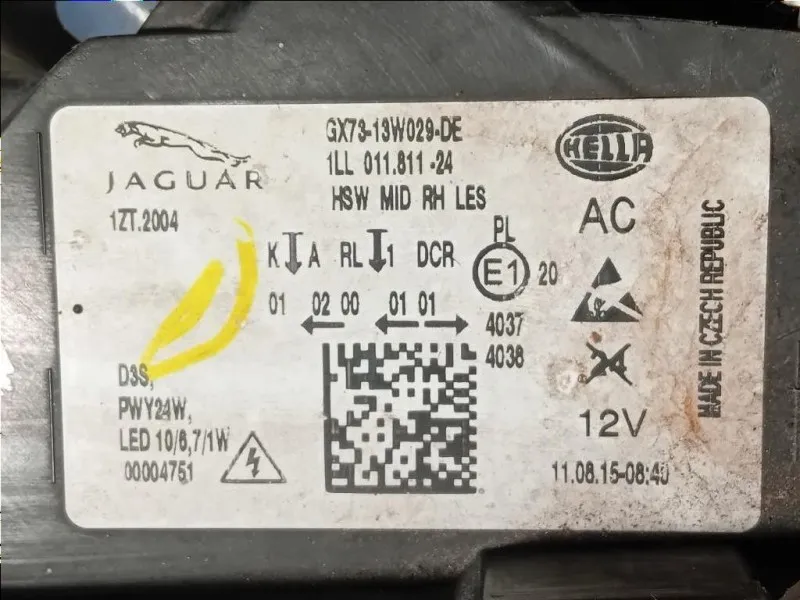 JAGUAR
GX73-13W029-DE
1LL 011.811-24
HSW MID RH LES
HELLA
1ZT.2004
AC
K A RL 1 DCR
PL
E1 20
01 02 00 01 01
4037
4038
D3S,
PWY24W,
LED 10/6,7/1W
00004751
12V
11.08.15-08:40
MADE IN CZECH REPUBLIC